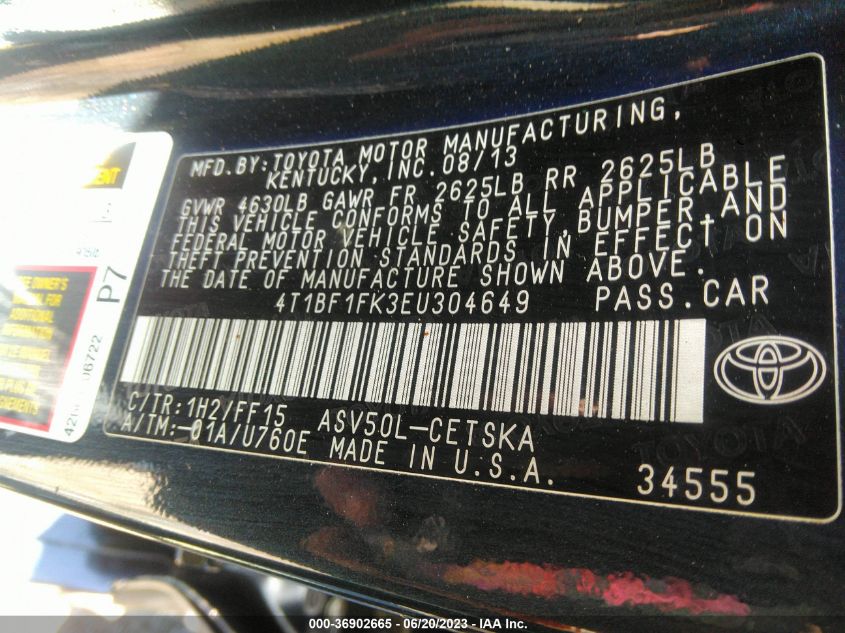 MFD.BY:TOYOTA MOTOR MANUFACTURING,
KENTUCKY, INC.08/13
GVWR 4630LB GAWR FR 2625LB RR 2625LB
THIS VEHICLE CONFORMS TO ALL APPLICABLE
FEDERAL MOTOR VEHICLE SAFETY,BUMPER,AND
THEFT PREVENTION STANDARDS IN EFFECT ON
THE DATE OF MANUFACTURE SHOWN ABOVE.
4T1BF1FK3EU304649 PASS.CAR
C/TR:1H2/FF15 ASV50L-CETSKA
A/TM:-01A/U760E MADE IN U.S.A.
34555
P7
000-36902665 - 06/20/2023 - IAA Inc.